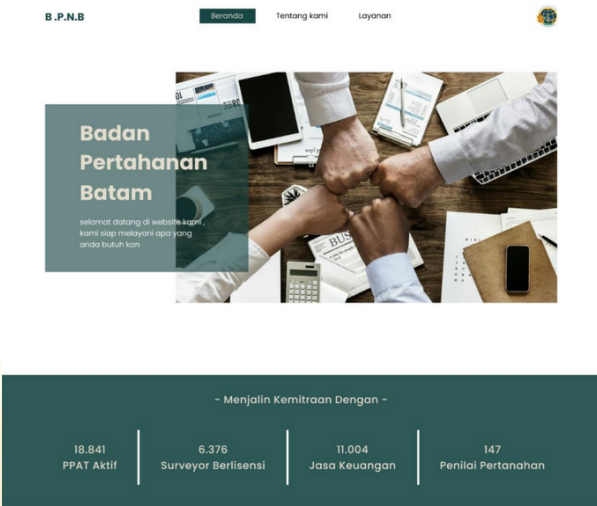 B .P.N.B
Beranda
Tentang kami
Layanan
Badan
Pertahanan
Batam
selamat datang di website kami ,
kami siap melayani apa yang
anda butuh kan
- Menjalin Kemitraan Dengan -
18.841
PPAT Aktif
6.376
Surveyor Berlisensi
11.004
Jasa Keuangan
147
Penilai Pertanahan